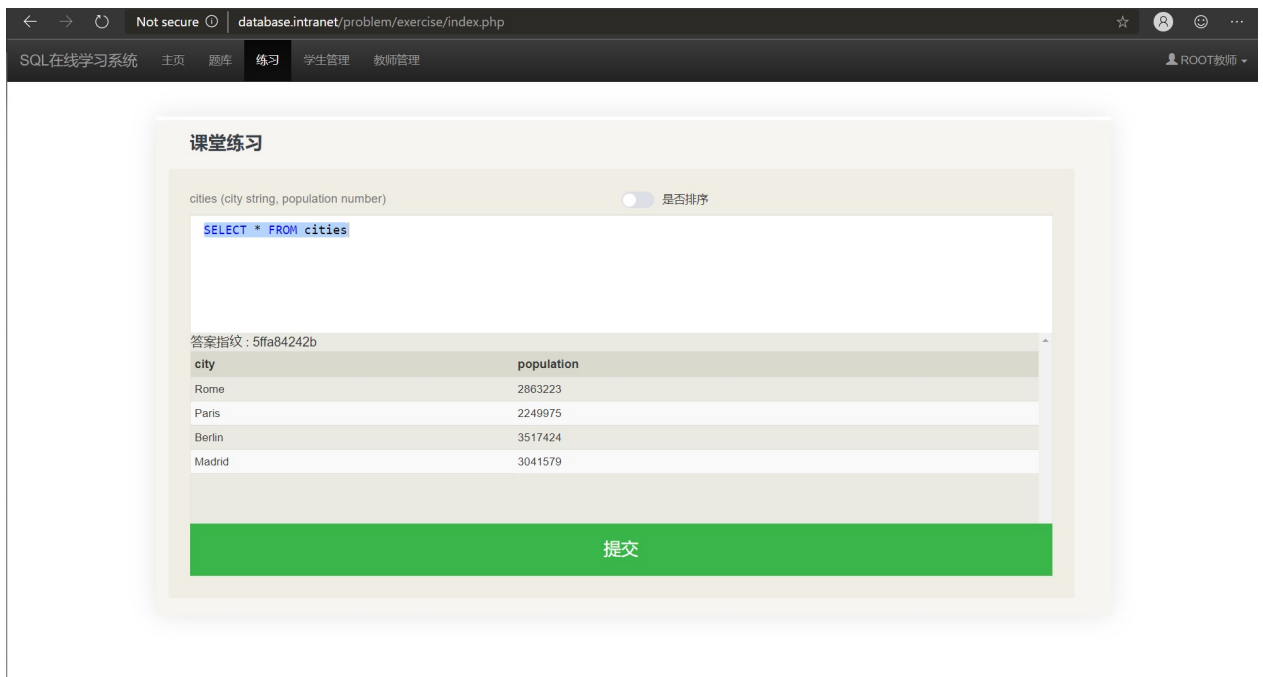 Not secure database.intranet/problem/exercise/index.php
SQL在线学习系统 主页 题库 练习 学生管理 教师管理 ROOT教师
课堂练习
cities (city string, population number) 是否排序
SELECT * FROM cities
答案指纹 : 5ffa84242b
city population
Rome 2863223
Paris 2249975
Berlin 3517424
Madrid 3041579
提交